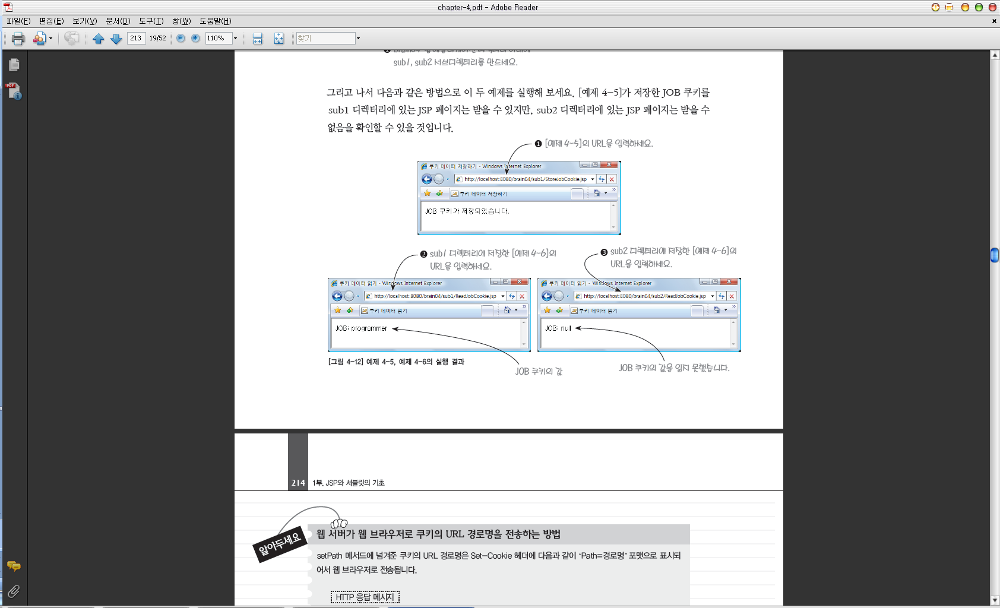 chapter-4.pdf - Adobe Reader
파일(F) 편집(E) 보기(V) 문서(D) 도구(T) 창(W) 도움말(H)
213 19/52 110% 찾기
sub1, sub2 서브디렉터리를 만드세요.
그리고 나서 다음과 같은 방법으로 이 두 예제를 실행해 보세요. [예제 4-5]가 저장한 JOB 쿠키를
sub1 디렉터리에 있는 JSP 페이지는 받을 수 있지만, sub2 디렉터리에 있는 JSP 페이지는 받을 수
없음을 확인할 수 있을 것입니다.
❶ [예제 4-5]의 URL을 입력하세요.
쿠키 데이터 저장하기 - Windows Internet Explorer
http://localhost:8080/brain04/sub1/StoreJobCookie.jsp
쿠키 데이터 저장하기
JOB 쿠키가 저장되었습니다.
❷ sub1 디렉터리에 저장한 [예제 4-6]의
URL을 입력하세요.
❸ sub2 디렉터리에 저장한 [예제 4-6]의
URL을 입력하세요.
쿠키 데이터 읽기 - Windows Internet Explorer
http://localhost:8080/brain04/sub1/ReadJobCookie.jsp
쿠키 데이터 읽기
JOB: programmer
쿠키 데이터 읽기 - Windows Internet Explorer
http://localhost:8080/brain04/sub2/ReadJobCookie.jsp
쿠키 데이터 읽기
JOB: null
[그림 4-12] 예제 4-5, 예제 4-6의 실행 결과
JOB 쿠키의 값
JOB 쿠키의 값을 읽지 못했습니다.
214 1부. JSP와 서블릿의 기초
알아두세요
웹 서버가 웹 브라우저로 쿠키의 URL 경로명을 전송하는 방법
setPath 메서드에 넘겨준 쿠키의 URL 경로명은 Set-Cookie 헤더에 다음과 같이 'Path=경로명' 포맷으로 표시되
어서 웹 브라우저로 전송됩니다.
HTTP 응답 메시지